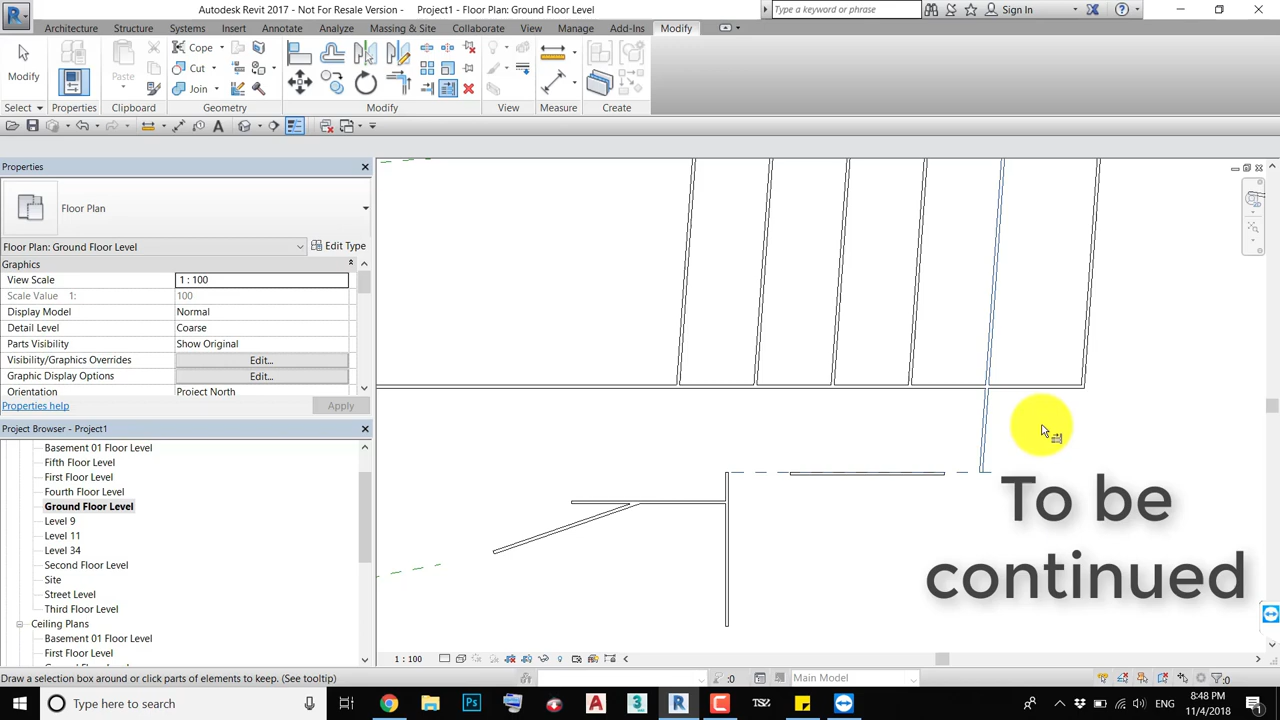 Autodesk Revit 2017 - Not For Resale Version - Project1 - Floor Plan: Ground Floor Level
Type a keyword or phrase
Sign In
Architecture Structure Systems Insert Annotate Analyze Massing & Site Collaborate View Manage Add-Ins Modify
Modify Paste Cope Cut Join
Select Properties Clipboard Geometry Modify View Measure Create
Properties
Floor Plan
Floor Plan: Ground Floor Level Edit Type
Graphics
View Scale 1 : 100
Scale Value 1: 100
Display Model Normal
Detail Level Coarse
Parts Visibility Show Original
Visibility/Graphics Overrides Edit...
Graphic Display Options Edit...
Orientation Project North
Properties help Apply
Project Browser - Project1
Basement 01 Floor Level
Fifth Floor Level
First Floor Level
Fourth Floor Level
Ground Floor Level
Level 9
Level 11
Level 34
Second Floor Level
Site
Street Level
Third Floor Level
Ceiling Plans
Basement 01 Floor Level
First Floor Level
To be
continued
1 : 100
Draw a selection box around or click parts of elements to keep. (See tooltip)
:0 Main Model :0
Type here to search
ENG
8:48 PM
11/4/2018